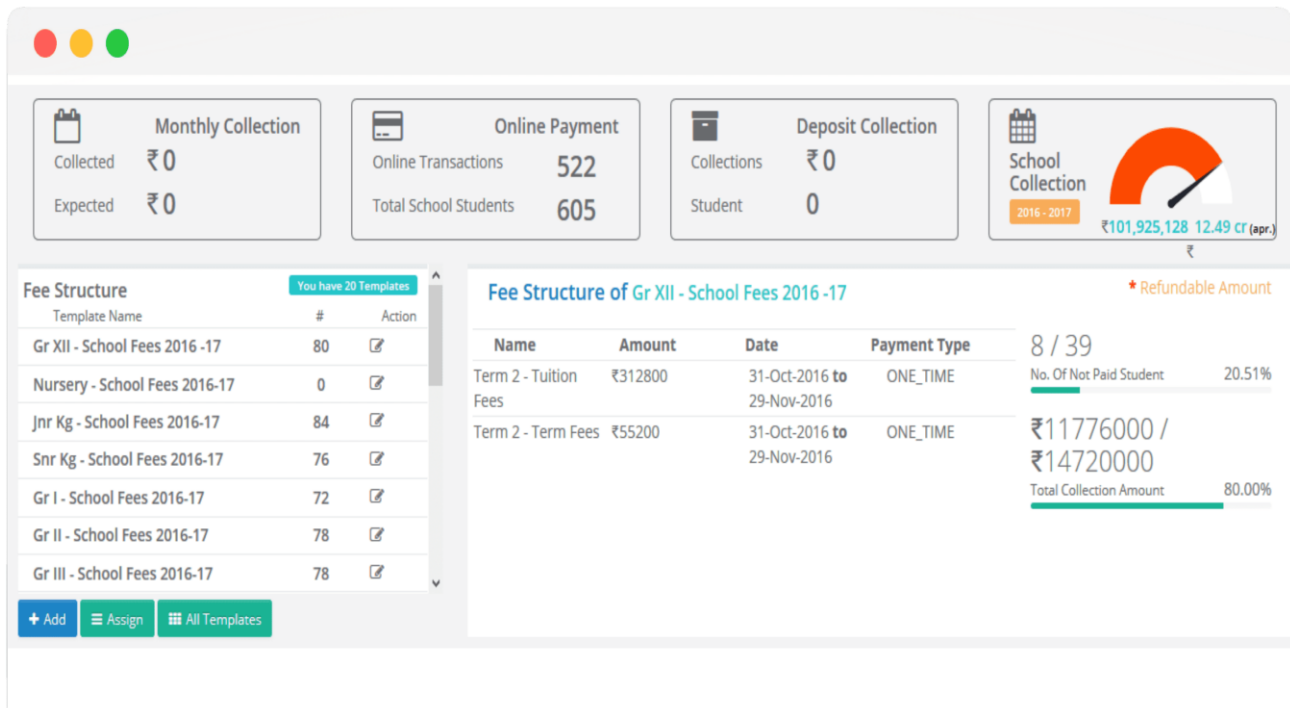 Monthly Collection
Collected ₹0
Expected ₹0
Online Payment
Online Transactions 522
Total School Students 605
Deposit Collection
Collections ₹0
Student 0
School
Collection
2016 - 2017
₹101,925,128 12.49 cr (apr.)
₹
Fee Structure You have 20 Templates
Template Name # Action
Gr XII - School Fees 2016 -17 80
Nursery - School Fees 2016-17 0
Jnr Kg - School Fees 2016-17 84
Snr Kg - School Fees 2016-17 76
Gr I - School Fees 2016-17 72
Gr II - School Fees 2016-17 78
Gr III - School Fees 2016-17 78
+ Add Assign All Templates
Fee Structure of Gr XII - School Fees 2016 -17
* Refundable Amount
Name Amount Date Payment Type
Term 2 - Tuition ₹312800 31-Oct-2016 to ONE_TIME
Fees 29-Nov-2016
Term 2 - Term Fees ₹55200 31-Oct-2016 to ONE_TIME
29-Nov-2016
8 / 39
No. Of Not Paid Student 20.51%
₹11776000 /
₹14720000
Total Collection Amount 80.00%